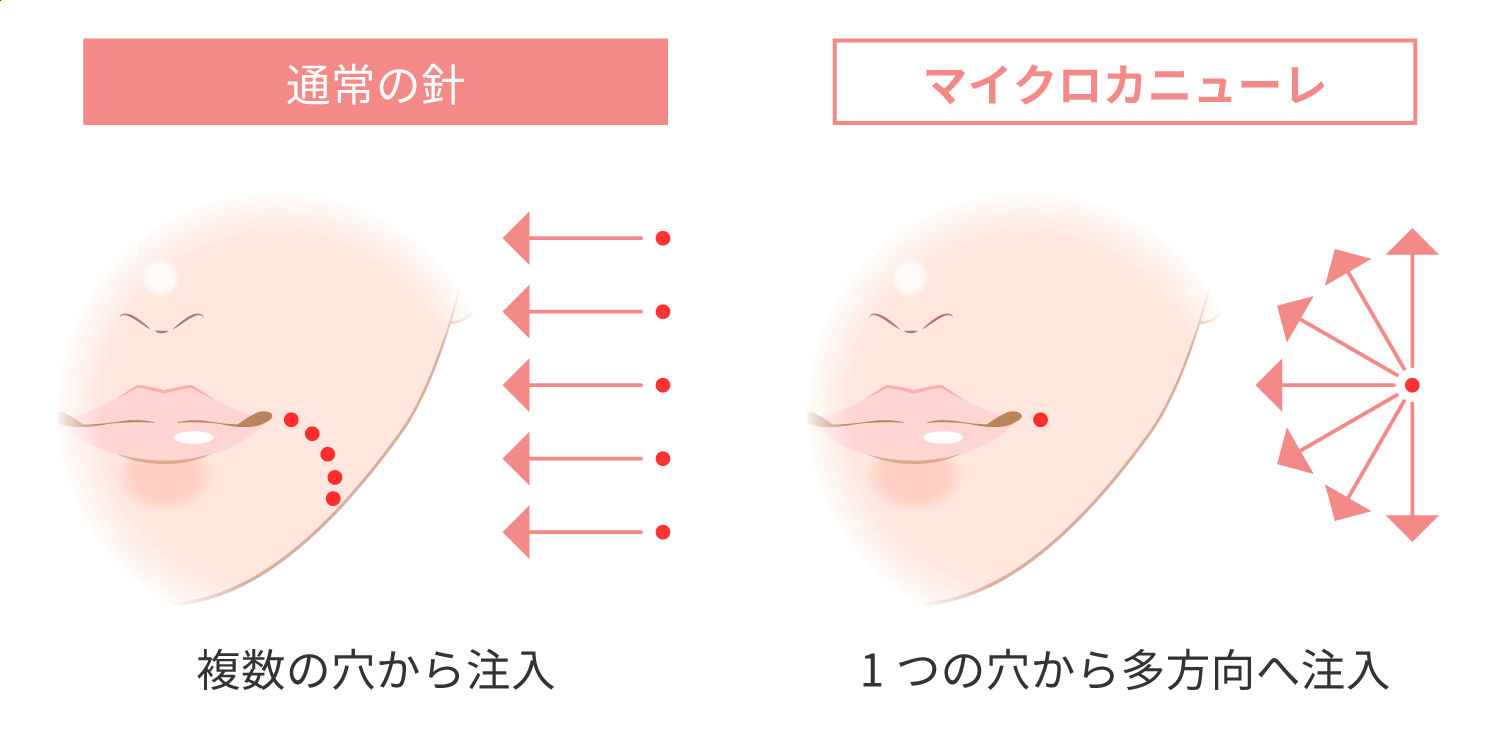 通常の針
マイクロカニューレ
複数の穴から注入
1つの穴から多方向へ注入